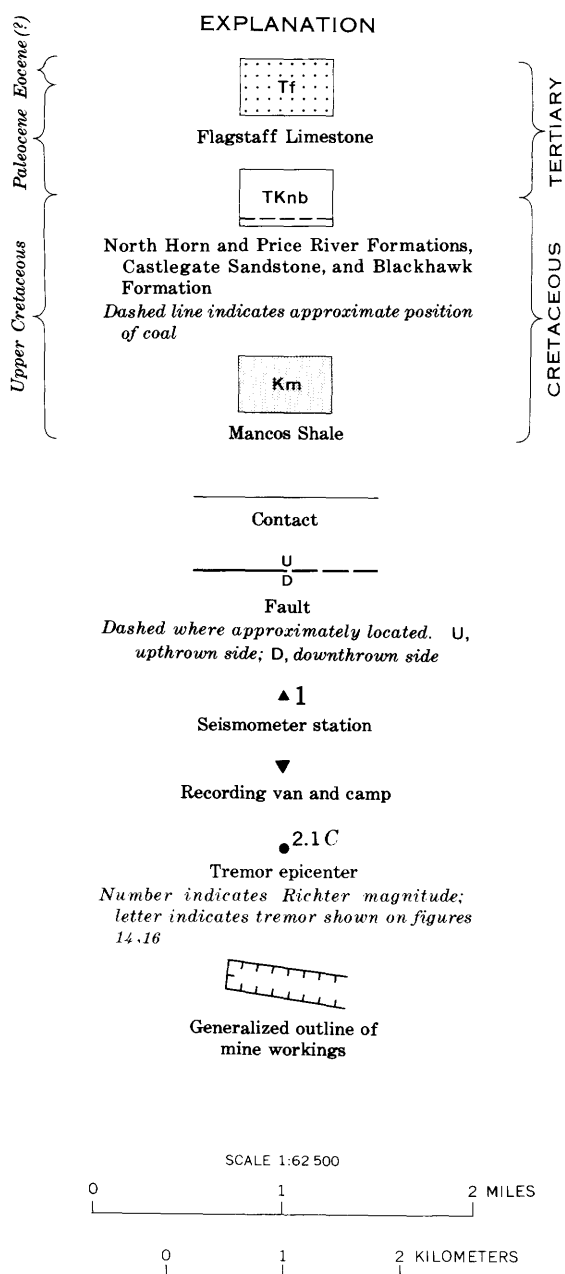 EXPLANATION
Paleocene Eocene(?)
Upper Cretaceous
TERTIARY
CRETACEOUS
Tf
Flagstaff Limestone
TKnb
North Horn and Price River Formations,
Castlegate Sandstone, and Blackhawk
Formation
Dashed line indicates approximate position
of coal
Km
Mancos Shale
Contact
U
D
Fault
Dashed where approximately located. U,
upthrown side; D, downthrown side
1
Seismometer station
Recording van and camp
2.1 C
Tremor epicenter
Number indicates Richter magnitude;
letter indicates tremor shown on figures
14,16
Generalized outline of
mine workings
SCALE 1:62 500
0 1 2 MILES
0 1 2 KILOMETERS